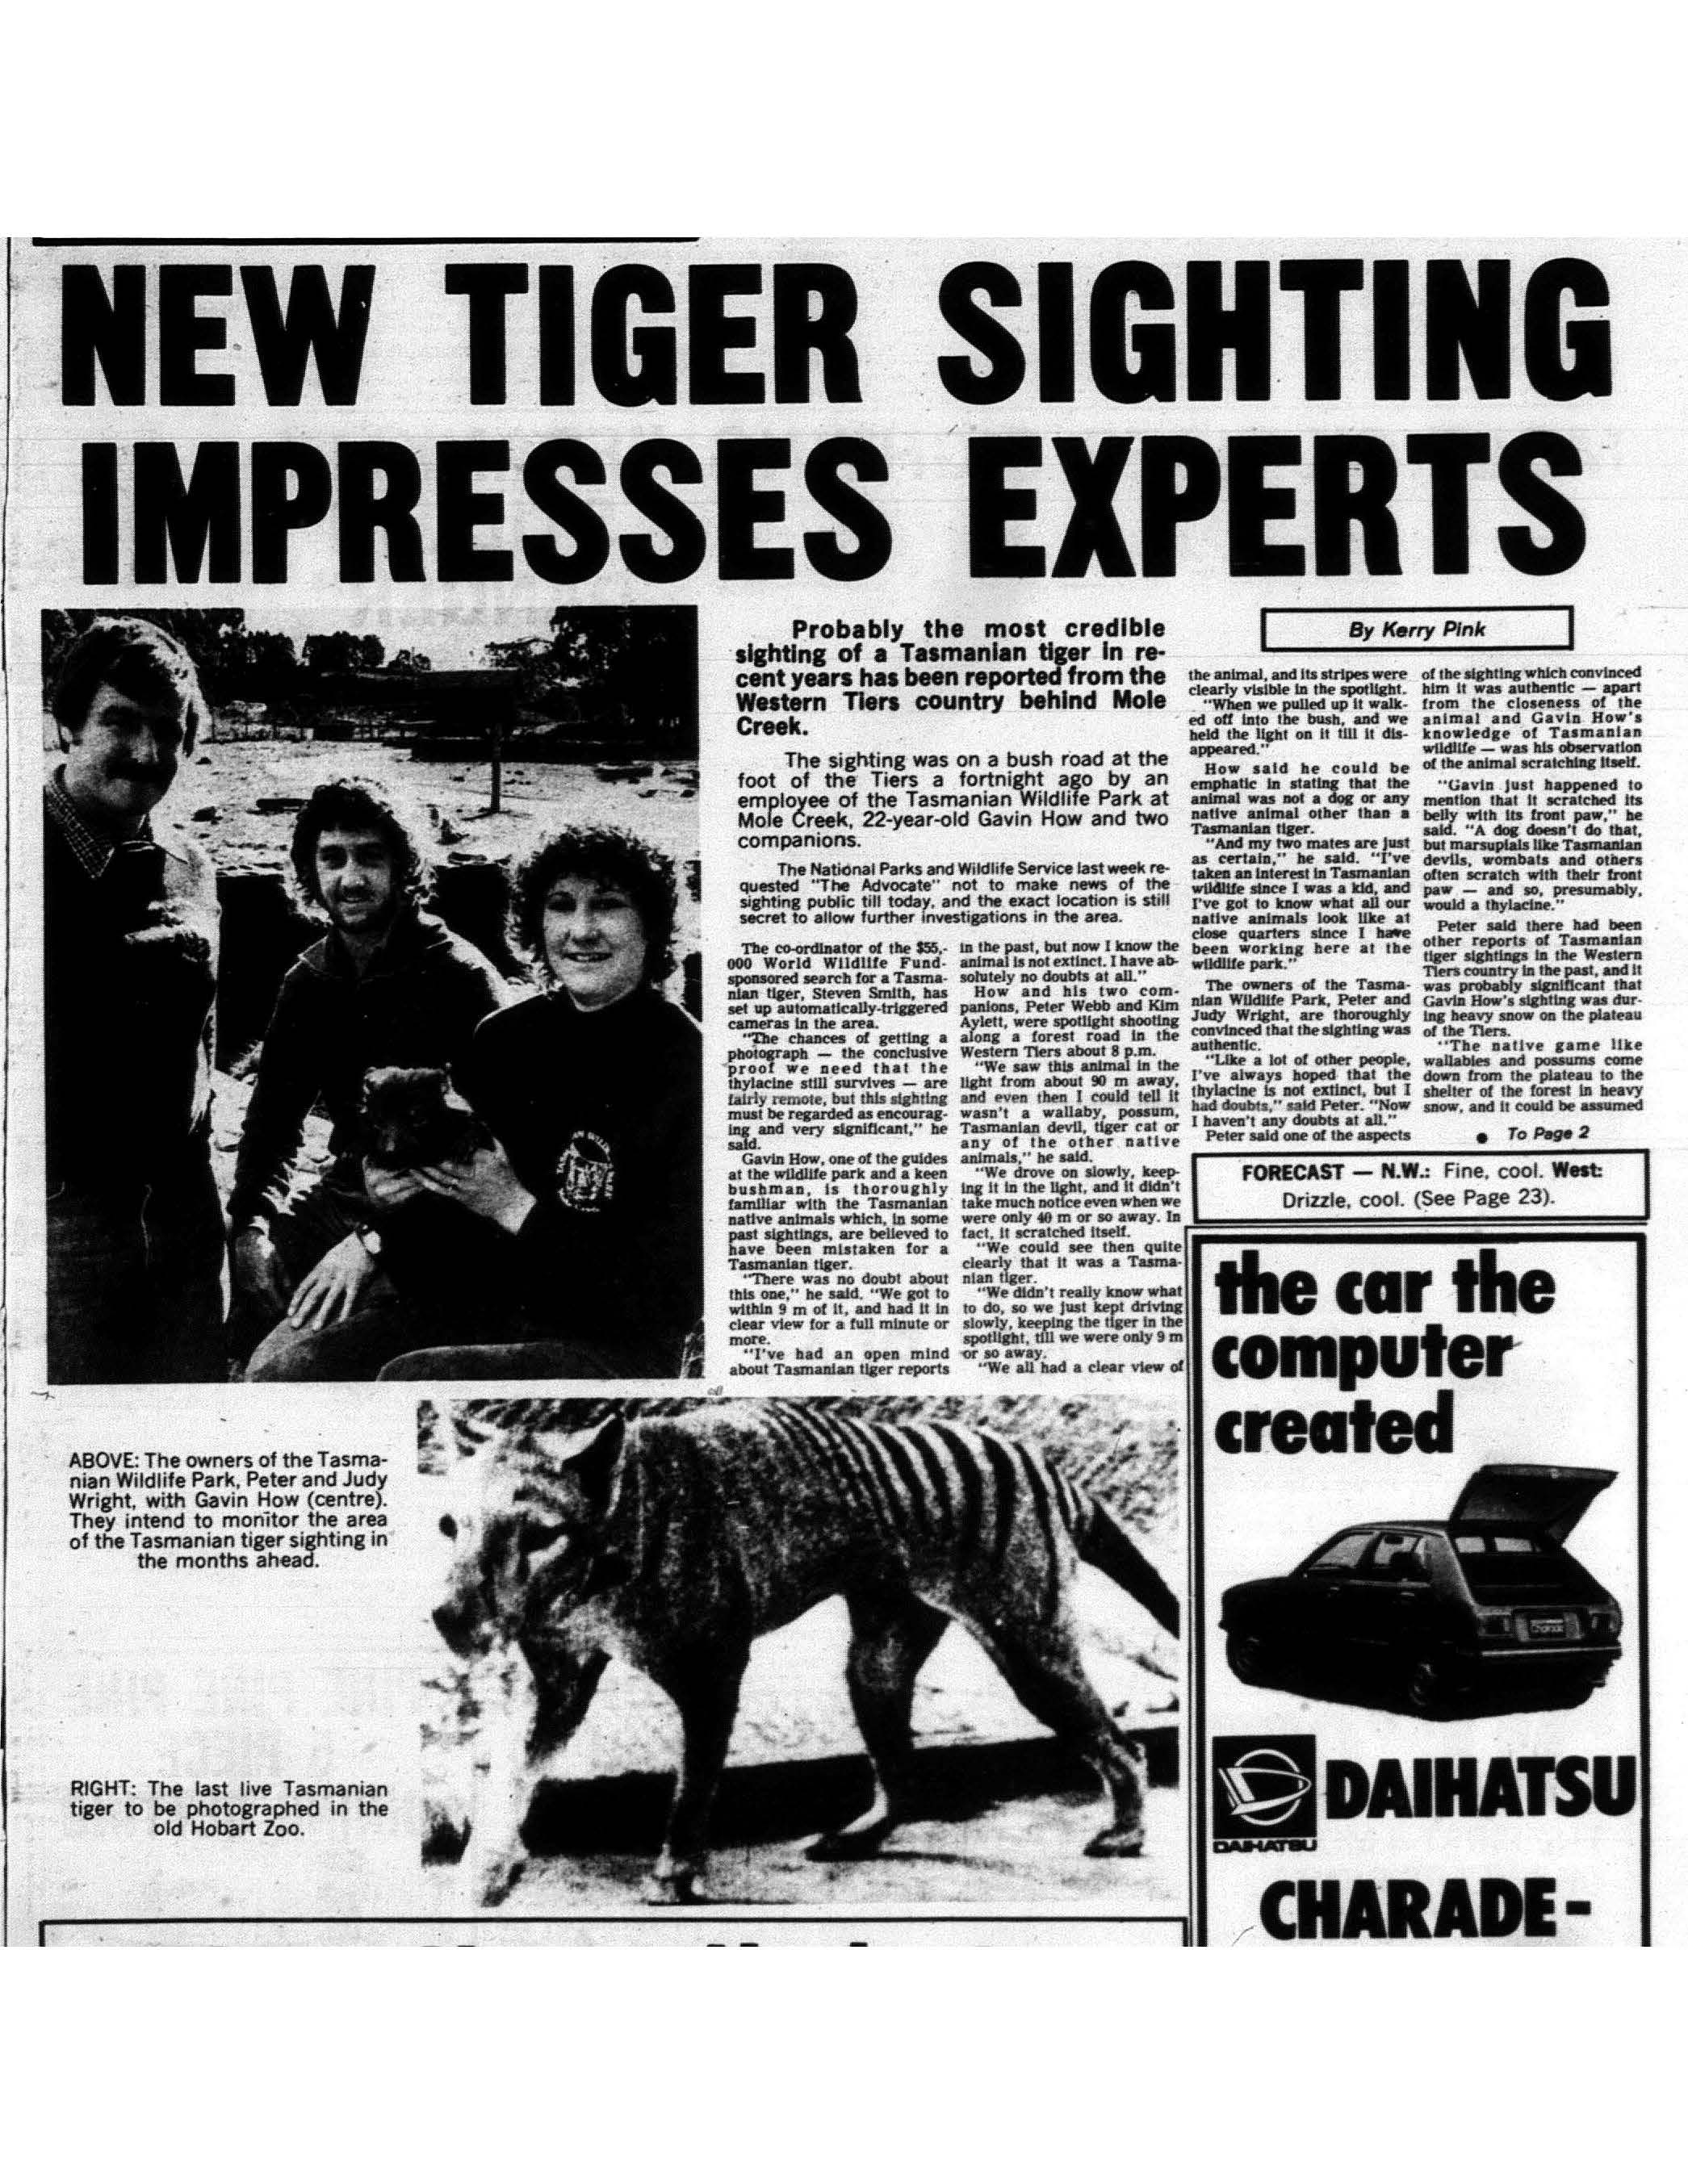 NEW TIGER SIGHTING
IMPRESSES EXPERTS
Probably the most credible
sighting of a Tasmanian tiger in re-
cent years has been reported from the
Western Tiers country behind Mole
Creek.
The sighting was on a bush road at the
foot of the Tiers a fortnight ago by an
employee of the Tasmanian Wildlife Park at
Mole Creek, 22-year-old Gavin How and two
companions.
The National Parks and Wildlife Service last week re-
quested "The Advocate" not to make news of the
sighting public till today, and the exact location is still
secret to allow further investigations in the area.
The co-ordinator of the $55,-
000 World Wildlife Fund-
sponsored search for a Tasma-
nian tiger, Steven Smith, has
set up automatically-triggered
cameras in the area.
"The chances of getting a
photograph — the conclusive
proof we need that the
thylacine still survives — are
fairly remote, but this sighting
must be regarded as encourag-
ing and very significant," he
said.
Gavin How, one of the guides
at the wildlife park and a keen
bushman, is thoroughly
familiar with the Tasmanian
native animals which, in some
past sightings, are believed to
have been mistaken for a
Tasmanian tiger.
"There was no doubt about
this one," he said. "We got to
within 9 m of it, and had it in
clear view for a full minute or
more.
"I've had an open mind
about Tasmanian tiger reports
in the past, but now I know the
animal is not extinct. I have ab-
solutely no doubts at all."
How and his two com-
panions, Peter Webb and Kim
Aylett, were spotlight shooting
along a forest road in the
Western Tiers about 8 p.m.
"We saw this animal in the
light from about 90 m away,
and even then I could tell it
wasn't a wallaby, possum,
Tasmanian devil, tiger cat or
any of the other native
animals," he said.
"We drove on slowly, keep-
ing it in the light, and it didn't
take much notice even when we
were only 40 m or so away. In
fact, it scratched itself.
"We could see then quite
clearly that it was a Tasma-
nian tiger.
"We didn't really know what
to do, so we just kept driving
slowly, keeping the tiger in the
spotlight, till we were only 9 m
or so away.
"We all had a clear view of
By Kerry Pink
the animal, and its stripes were
clearly visible in the spotlight.
"When we pulled up it walk-
ed off into the bush, and we
held the light on it till it dis-
appeared."
How said he could be
emphatic in stating that the
animal was not a dog or any
native animal other than a
Tasmanian tiger.
"And my two mates are just
as certain," he said. "I've
taken an interest in Tasmanian
wildlife since I was a kid, and
I've got to know what all our
native animals look like at
close quarters since I have
been working here at the
wildlife park."
The owners of the Tasma-
nian Wildlife Park, Peter and
Judy Wright, are thoroughly
convinced that the sighting was
authentic.
"Like a lot of other people,
I've always hoped that the
thylacine is not extinct, but I
had doubts," said Peter. "Now
I haven't any doubts at all."
Peter said one of the aspects
of the sighting which convinced
him it was authentic — apart
from the closeness of the
animal and Gavin How's
knowledge of Tasmanian
wildlife — was his observation
of the animal scratching itself.
"Gavin just happened to
mention that it scratched its
belly with its front paw," he
said. "A dog doesn't do that,
but marsupials like Tasmanian
devils, wombats and others
often scratch with their front
paw — and so, presumably,
would a thylacine."
Peter said there had been
other reports of Tasmanian
tiger sightings in the Western
Tiers country in the past, and it
was probably significant that
Gavin How's sighting was dur-
ing heavy snow on the plateau
of the Tiers.
"The native game like
wallabies and possums come
down from the plateau to the
shelter of the forest in heavy
snow, and it could be assumed
● To Page 2
FORECAST — N.W.: Fine, cool. West:
Drizzle, cool. (See Page 23).
ABOVE: The owners of the Tasma-
nian Wildlife Park, Peter and Judy
Wright, with Gavin How (centre).
They intend to monitor the area
of the Tasmanian tiger sighting in
the months ahead.
RIGHT: The last live Tasmanian
tiger to be photographed in the
old Hobart Zoo.
the car the
computer
created
Charade
DAIHATSU
DAIHATSU
CHARADE-